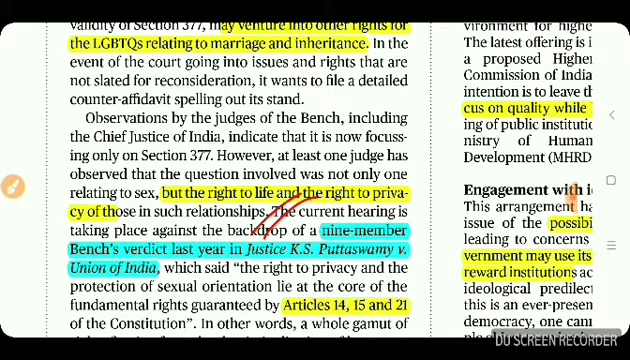 validity of Section 377, may venture into other rights for
the LGBTQs relating to marriage and inheritance. In the
event of the court going into issues and rights that
are not slated for reconsideration, it wants to file a detailed
counter-affidavit spelling out its stand.
Observations by the judges of the Bench, including
the Chief Justice of India, indicate that it is now focuss-
ing only on Section 377. However, at least one judge has
observed that the question involved was not only one
relating to sex, but the right to life and the right to priva-
cy of those in such relationships. The current hearing is
taking place against the backdrop of a nine-member
Bench's verdict last year in Justice K.S. Puttaswamy v.
Union of India, which said "the right to privacy and the
protection of sexual orientation lie at the core of the
fundamental rights guaranteed by Articles 14, 15 and 21
of the Constitution". In other words, a whole gamut of
vironment for higher
The latest offering is
a proposed Higher
Commission of India
intention is to leave
cus on quality while
ing of public
nistry of Human
Development (MHRD
Engagement with
This arrangement
issue of the
leading to concerns
vernment may use its
reward institutions
ideological
this is an
democracy, one
DU SCREEN RECORDER